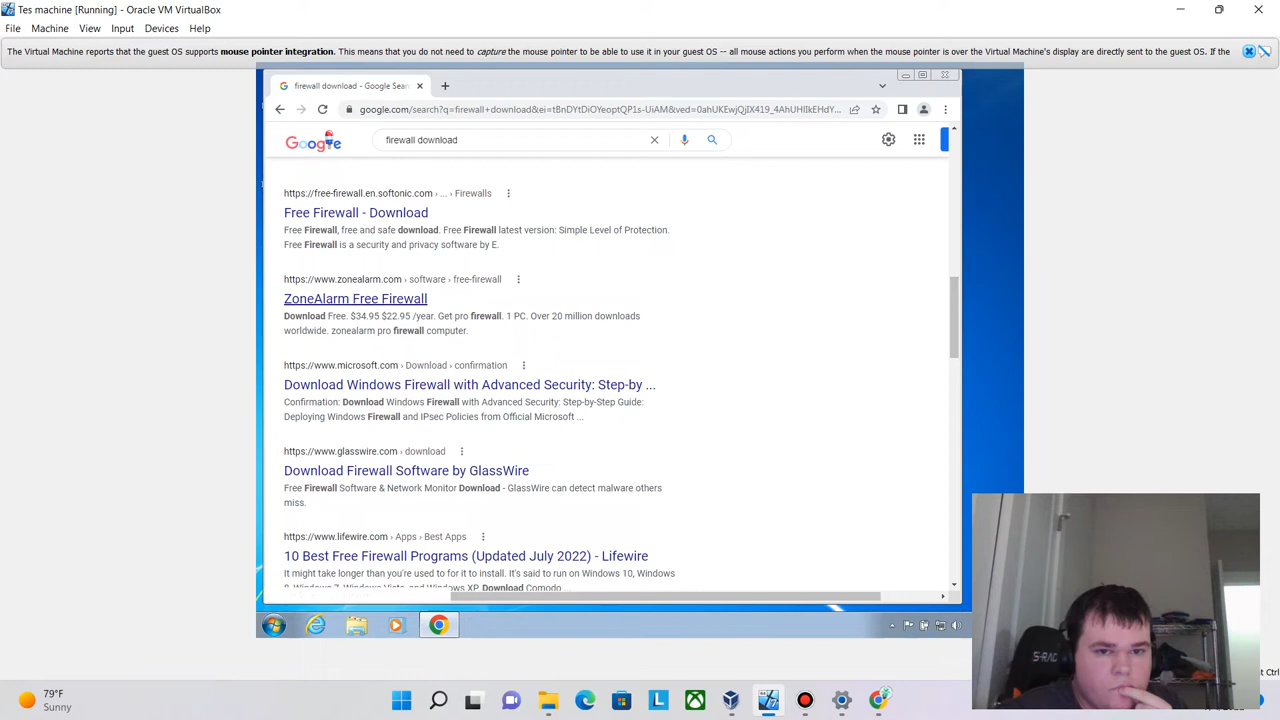 Tes machine [Running] - Oracle VM VirtualBox
File Machine View Input Devices Help
The Virtual Machine reports that the guest OS supports mouse pointer integration. This means that you do not need to capture the mouse pointer to be able to use it in your guest OS -- all mouse actions you perform when the mouse pointer is over the Virtual Machine's display are directly sent to the guest OS. If the
firewall download - Google Sear
google.com/search?q=firewall+download&ei=tBnDYtDiOYeoptQP1s-UiAM&ved=0ahUKEwjQjIX419_4AhUHIIkEHdY...
Google
firewall download
https://free-firewall.en.softonic.com › ... › Firewalls
Free Firewall - Download
Free Firewall, free and safe download. Free Firewall latest version: Simple Level of Protection.
Free Firewall is a security and privacy software by E.
https://www.zonealarm.com › software › free-firewall
ZoneAlarm Free Firewall
Download Free. $34.95 $22.95 /year. Get pro firewall. 1 PC. Over 20 million downloads
worldwide. zonealarm pro firewall computer.
https://www.microsoft.com › Download › confirmation
Download Windows Firewall with Advanced Security: Step-by ...
Confirmation: Download Windows Firewall with Advanced Security: Step-by-Step Guide:
Deploying Windows Firewall and IPsec Policies from Official Microsoft ...
https://www.glasswire.com › download
Download Firewall Software by GlassWire
Free Firewall Software & Network Monitor Download - GlassWire can detect malware others
miss.
https://www.lifewire.com › Apps › Best Apps
10 Best Free Firewall Programs (Updated July 2022) - Lifewire
It might take longer than you're used to for it to install. It's said to run on Windows 10, Windows
8, Windows 7, Windows Vista, and Windows XP. Download Comodo ...
S-RAC
Ctrl
79°F
Sunny